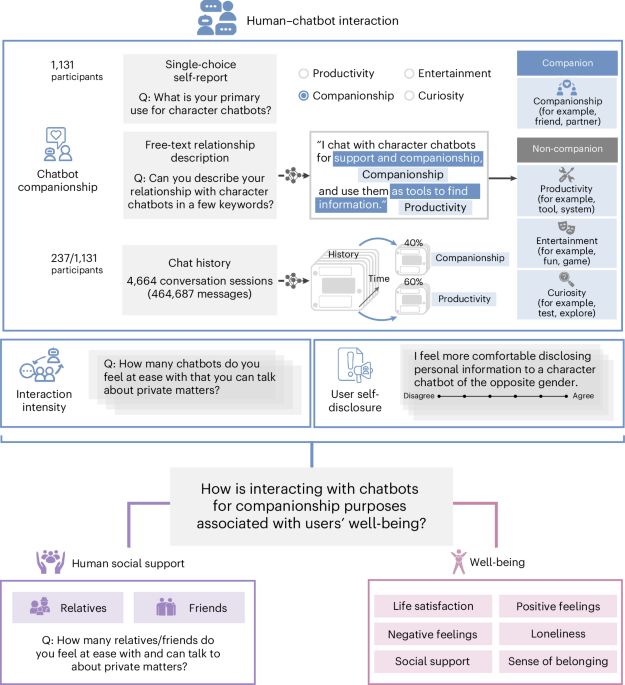 Human–chatbot interaction
1,131
participants
Single-choice
self-report
Q: What is your primary
use for character chatbots?
Productivity
Entertainment
Companionship
Curiosity
Companion
Companionship
(for example,
friend, partner)
Chatbot
companionship
Free-text relationship
description
Q: Can you describe your
relationship with character
chatbots in a few keywords?
“I chat with character chatbots
for support and companionship,
Companionship
and use them as tools to find
information.”
Productivity
Non-companion
Productivity
(for example,
tool, system)
Entertainment
(for example,
fun, game)
Curiosity
(for example,
test, explore)
237/1,131
participants
Chat history
4,664 conversation sessions
(464,687 messages)
History
Time
40%
Companionship
60%
Productivity
Interaction
intensity
Q: How many chatbots do you
feel at ease with that you can talk
about private matters?
User self-
disclosure
I feel more comfortable disclosing
personal information to a character
chatbot of the opposite gender.
Disagree
Agree
How is interacting with chatbots
for companionship purposes
associated with users’ well-being?
Human social support
Relatives
Friends
Q: How many relatives/friends do
you feel at ease with and can talk to
about private matters?
Well-being
Life satisfaction
Positive feelings
Negative feelings
Loneliness
Social support
Sense of belonging